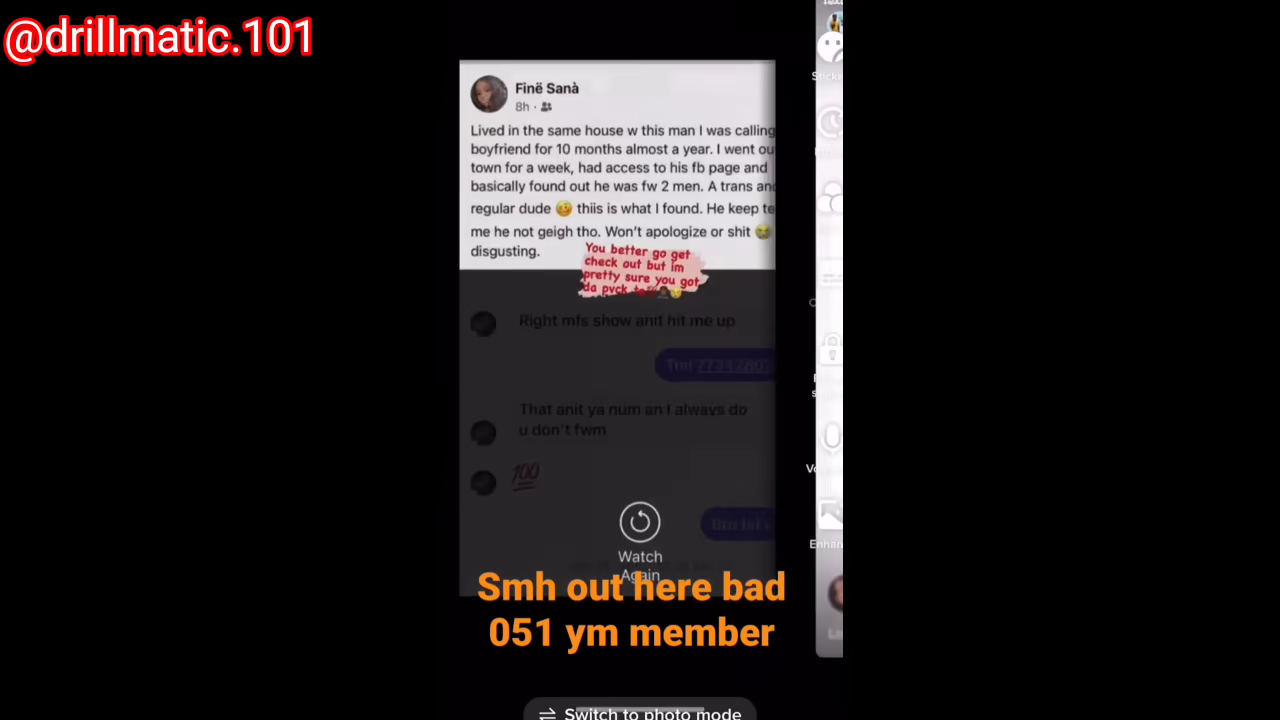 @drillmatic.101
Finë Sanà
8h
Lived in the same house w this man I was calling
boyfriend for 10 months almost a year. I went ou
town for a week, had access to his fb page and
basically found out he was fw 2 men. A trans and
regular dude 🥴 thiis is what I found. He keep te
me he not geigh tho. Won't apologize or shit 😭
disgusting.
You better go get
check out but im
pretty sure you got
da pvck
Right mfs show anit hit me up
That anit ya num an I always do
u don't fwm
💯
Watch
Again
Smh out here bad
051 ym member
Switch to photo mode